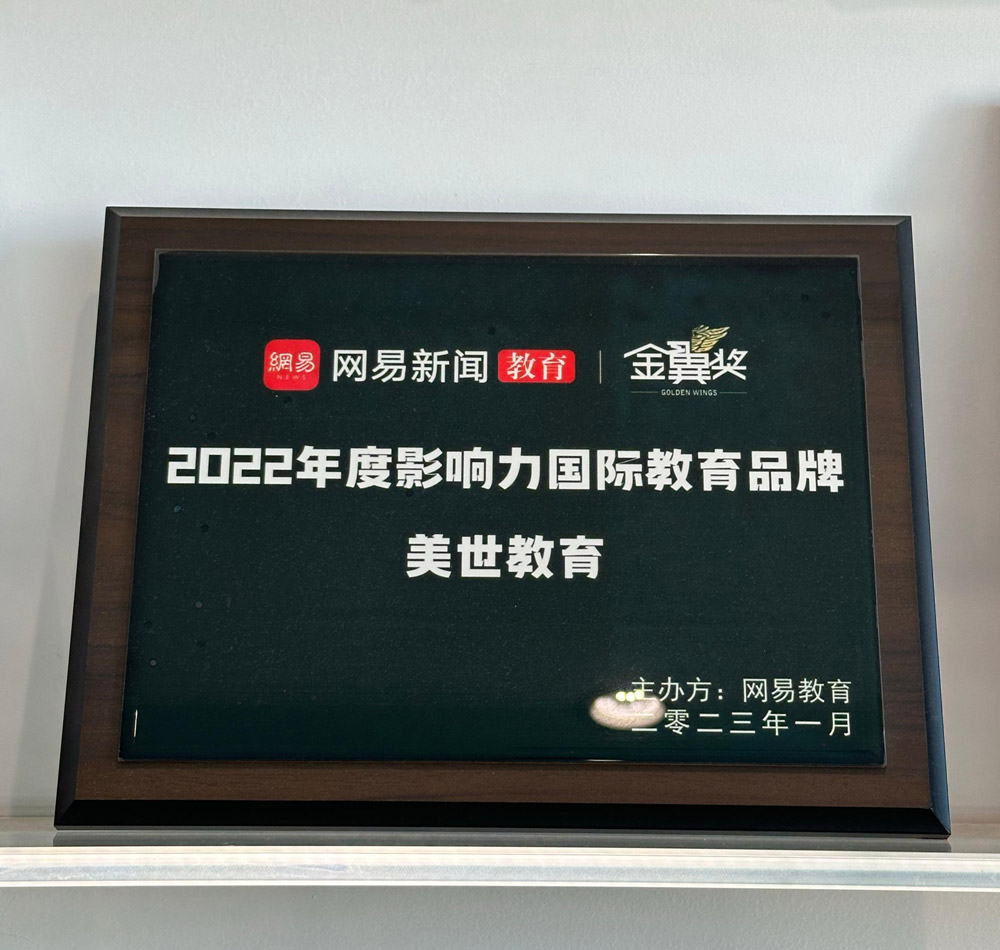 網易 NEWS 网易新闻 教育 金翼奖
GOLDEN WINGS
2022年度影响力国际教育品牌
美世教育
主办方：网易教育
二零二三年一月